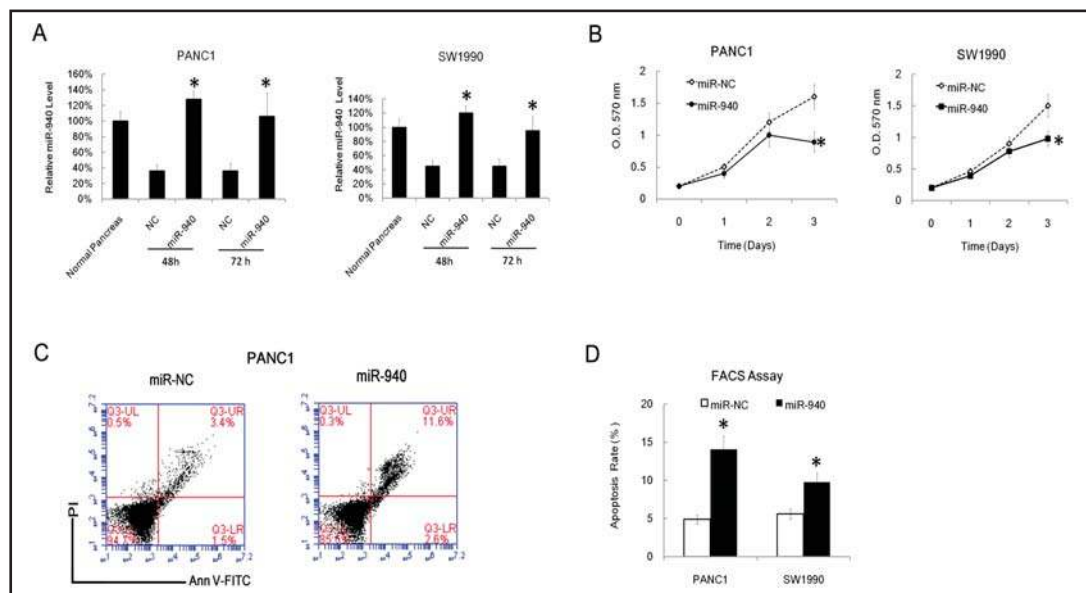 A
PANC1
Relative miR-940 Level
160%
140%
120%
100%
80%
60%
40%
20%
0%
Normal Pancreas
NC
miR-940
NC
miR-940
48h
72 h
SW1990
Relative miR-940 Level
160%
140%
120%
100%
80%
60%
40%
20%
0%
Normal Pancreas
NC
miR-940
NC
miR-940
48h
72 h
* * * *
B
PANC1
miR-NC
miR-940
O.D. 570 nm
2
1.5
1
0.5
0
0 1 2 3
Time (Days)
*
SW1990
miR-NC
miR-940
O.D. 570 nm
2
1.5
1
0.5
0
0 1 2 3
Time (Days)
*
C
PANC1
miR-NC
miR-940
Q3-UL
0.5%
Q3-UR
3.4%
Q3-LR
1.5%
Q3-UL
0.3%
Q3-UR
11.6%
Q3-LR
2.6%
PI
Ann V-FITC
D
FACS Assay
miR-NC miR-940
Apoptosis Rate (%)
20
15
10
5
0
* *
PANC1 SW1990